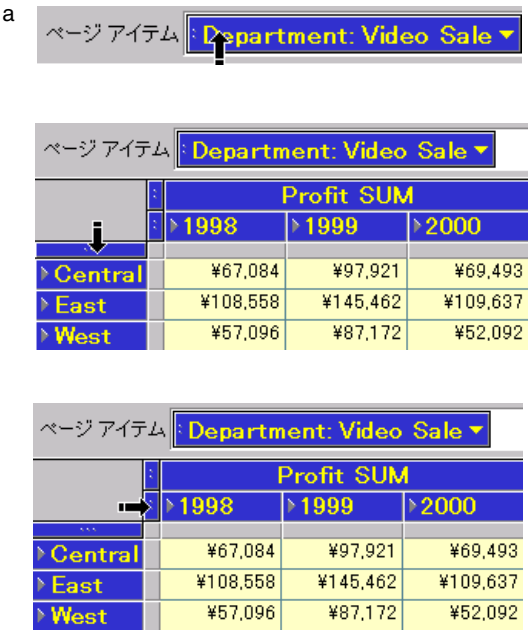 a
ページ アイテム Department: Video Sale
ページ アイテム Department: Video Sale
Profit SUM
1998 1999 2000
Central ¥67,084 ¥97,921 ¥69,493
East ¥108,558 ¥145,462 ¥109,637
West ¥57,096 ¥87,172 ¥52,092
ページ アイテム Department: Video Sale
Profit SUM
1998 1999 2000
Central ¥67,084 ¥97,921 ¥69,493
East ¥108,558 ¥145,462 ¥109,637
West ¥57,096 ¥87,172 ¥52,092